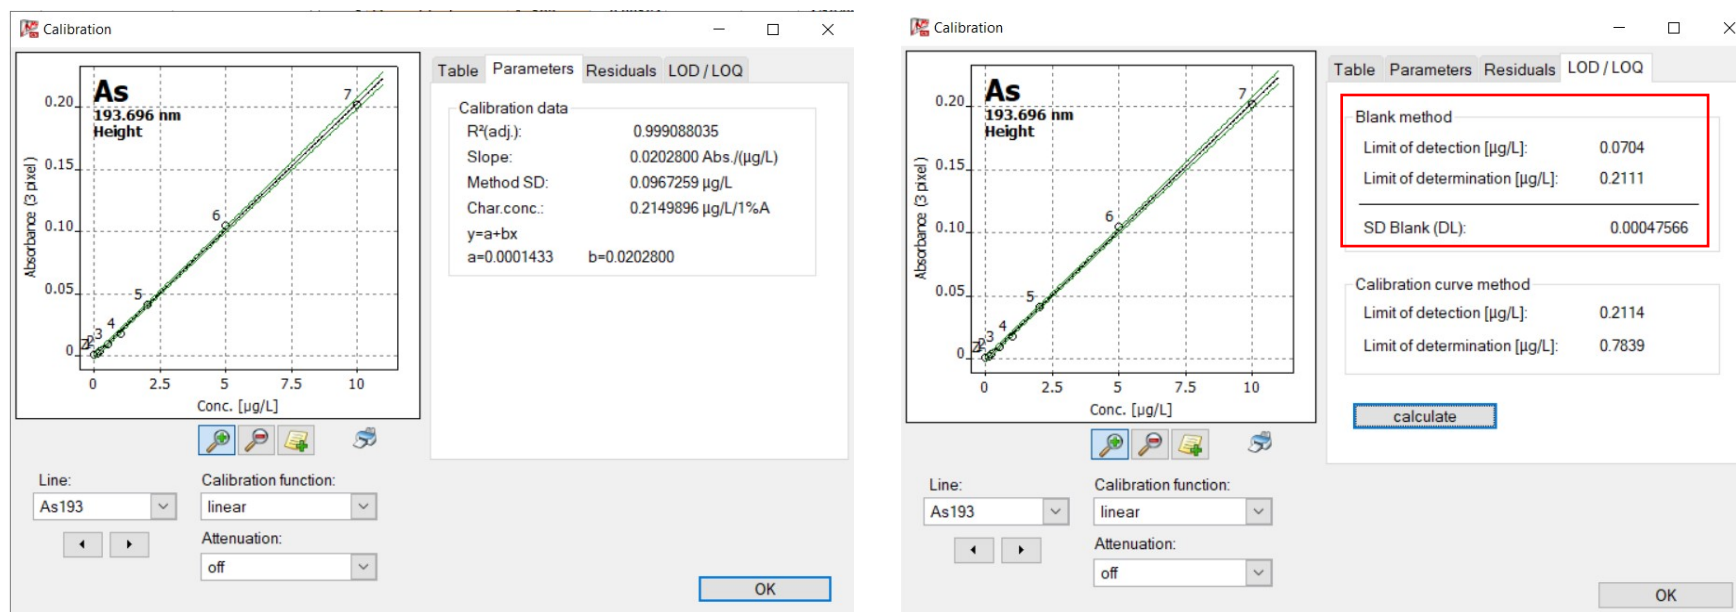 Calibration
As
193.696 nm
Height
Absorbance (3 pixel)
0.20
0.15
0.10
0.05
0
7
6
5
4
3
2
0 2.5 5 7.5 10
Conc. [µg/L]
Table Parameters Residuals LOD / LOQ
Calibration data
R²(adj.): 0.999088035
Slope: 0.0202800 Abs./(µg/L)
Method SD: 0.0967259 µg/L
Char.conc.: 0.2149896 µg/L/1%A
y=a+bx
a=0.0001433 b=0.0202800
Line: Calibration function:
As193 linear
Attenuation:
off
OK
Calibration
As
193.696 nm
Height
Absorbance (3 pixel)
0.20
0.15
0.10
0.05
0
7
6
5
4
3
2
0 2.5 5 7.5 10
Conc. [µg/L]
Table Parameters Residuals LOD / LOQ
Blank method
Limit of detection [µg/L]: 0.0704
Limit of determination [µg/L]: 0.2111
SD Blank (DL): 0.00047566
Calibration curve method
Limit of detection [µg/L]: 0.2114
Limit of determination [µg/L]: 0.7839
calculate
Line: Calibration function:
As193 linear
Attenuation:
off
OK